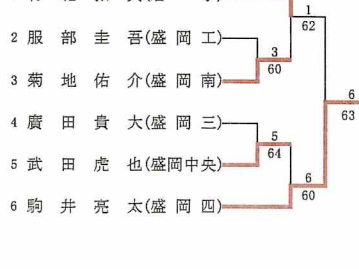 1
62
2 服部圭吾(盛岡工)
3
60
3 菊地佑介(盛岡南)
6
63
4 廣田貴大(盛岡三)
5
64
5 武田虎也(盛岡中央)
6
60
6 駒井亮太(盛岡四)